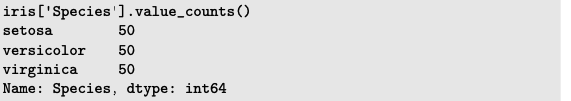 iris['Species'].value_counts()
setosa 50
versicolor 50
virginica 50
Name: Species, dtype: int64